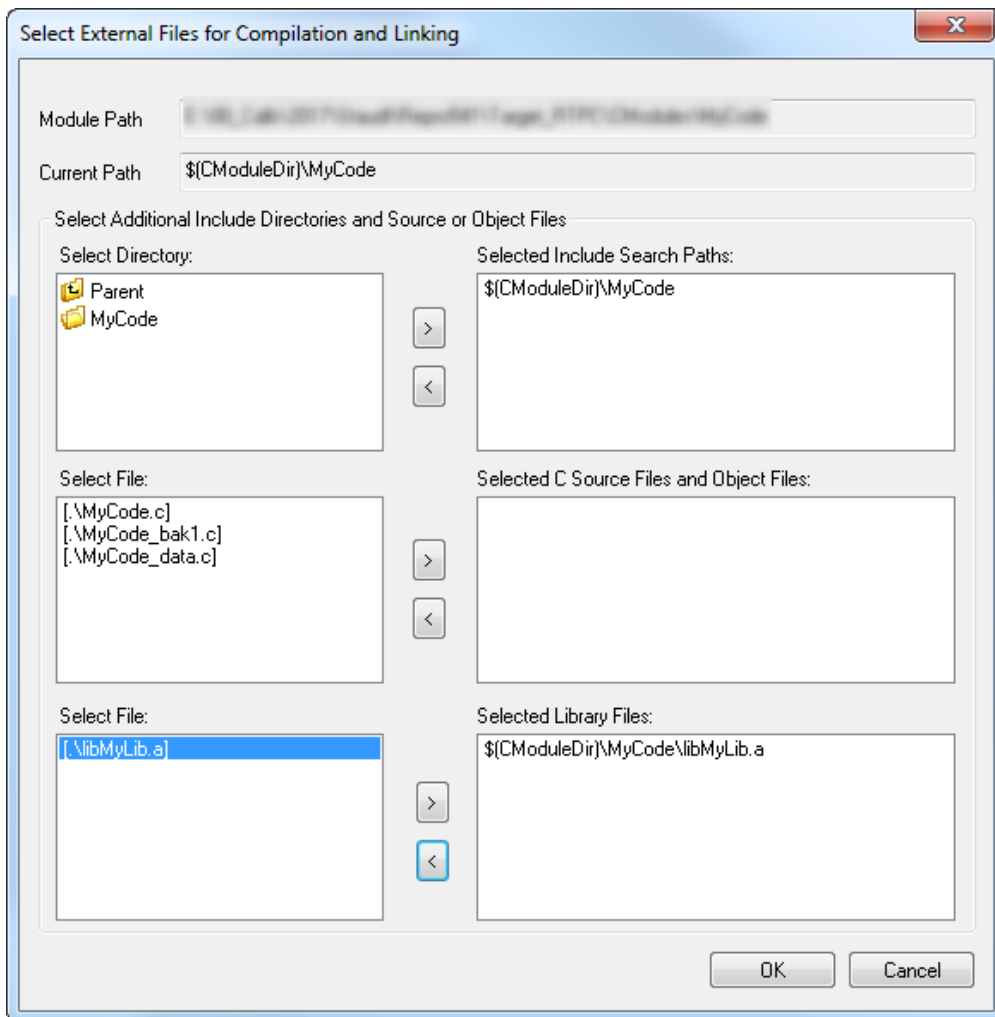 Select External Files for Compilation and Linking
Module Path
Current Path
$(CModuleDir)\MyCode
Select Additional Include Directories and Source or Object Files
Select Directory:
Selected Include Search Paths:
Parent
MyCode
$(CModuleDir)\MyCode
>
<
Select File:
Selected C Source Files and Object Files:
[.\MyCode.c]
[.\MyCode_bak1.c]
[.\MyCode_data.c]
>
<
Select File:
Selected Library Files:
[.\libMyLib.a]
$(CModuleDir)\MyCode\libMyLib.a
>
<
OK
Cancel